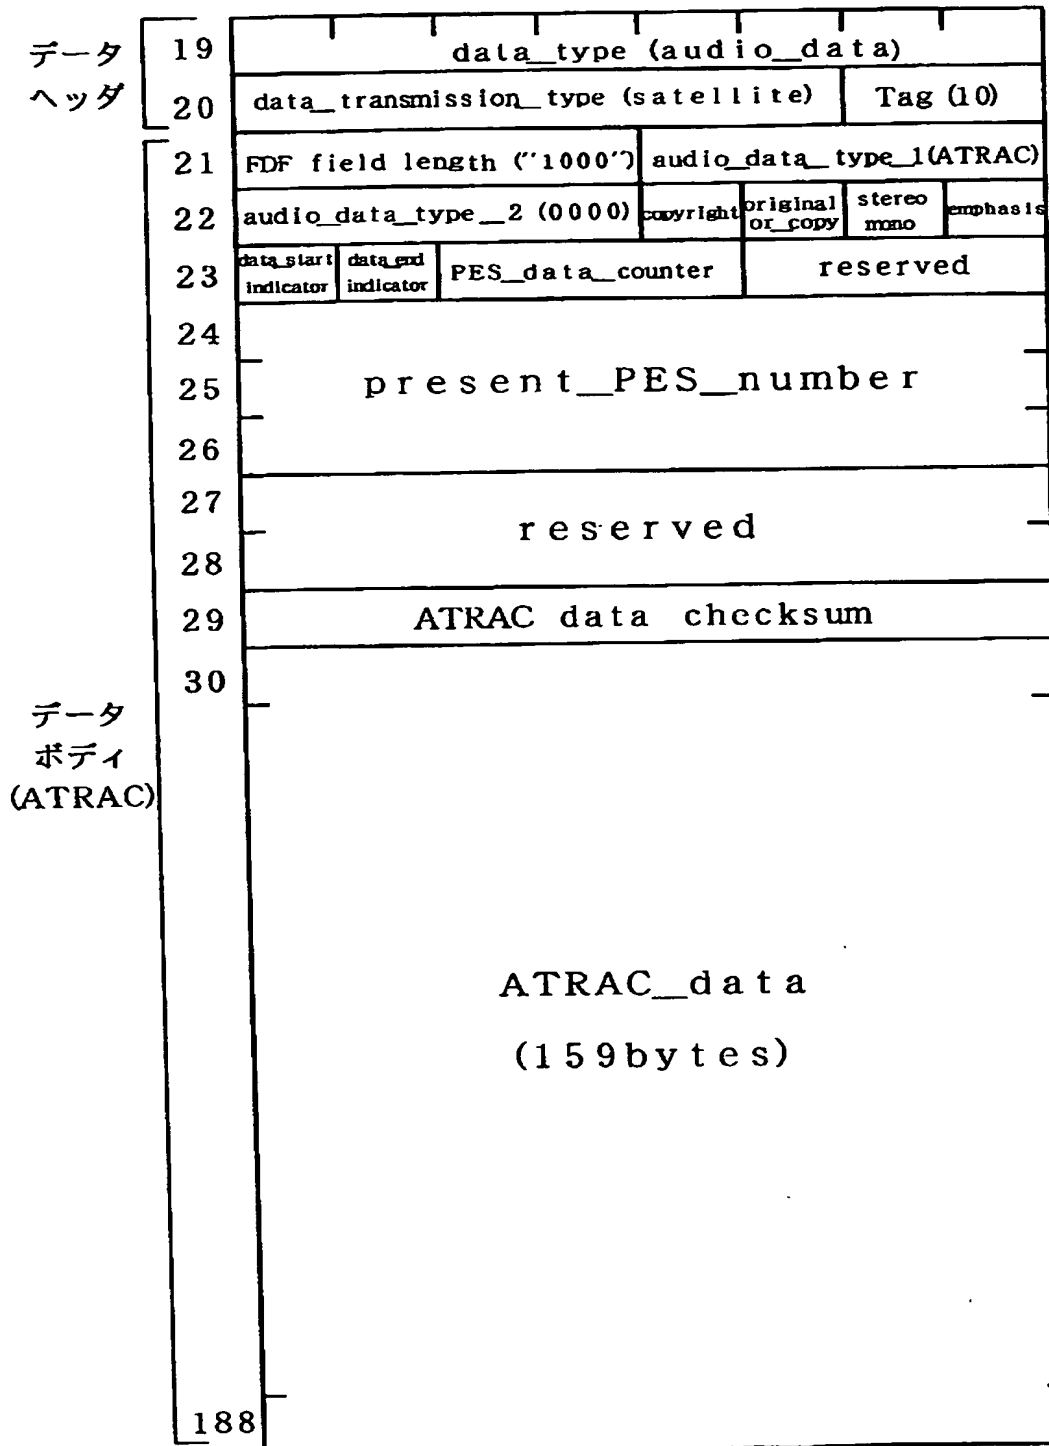 データ
ヘッダ
19 data_type (audio_data)
20 data_transmission_type (satellite) Tag (10)
21 FDF field length ("1000") audio_data_type_1(ATRAC)
22 audio_data_type_2 (0000) copyright original or_copy stereo mono emphasis
23 data_start indicator data_end indicator PES_data_counter reserved
24
25 present_PES_number
26
27
reserved
28
29 ATRAC data checksum
30
データ
ボディ
(ATRAC)
ATRAC_data
(159bytes)
188